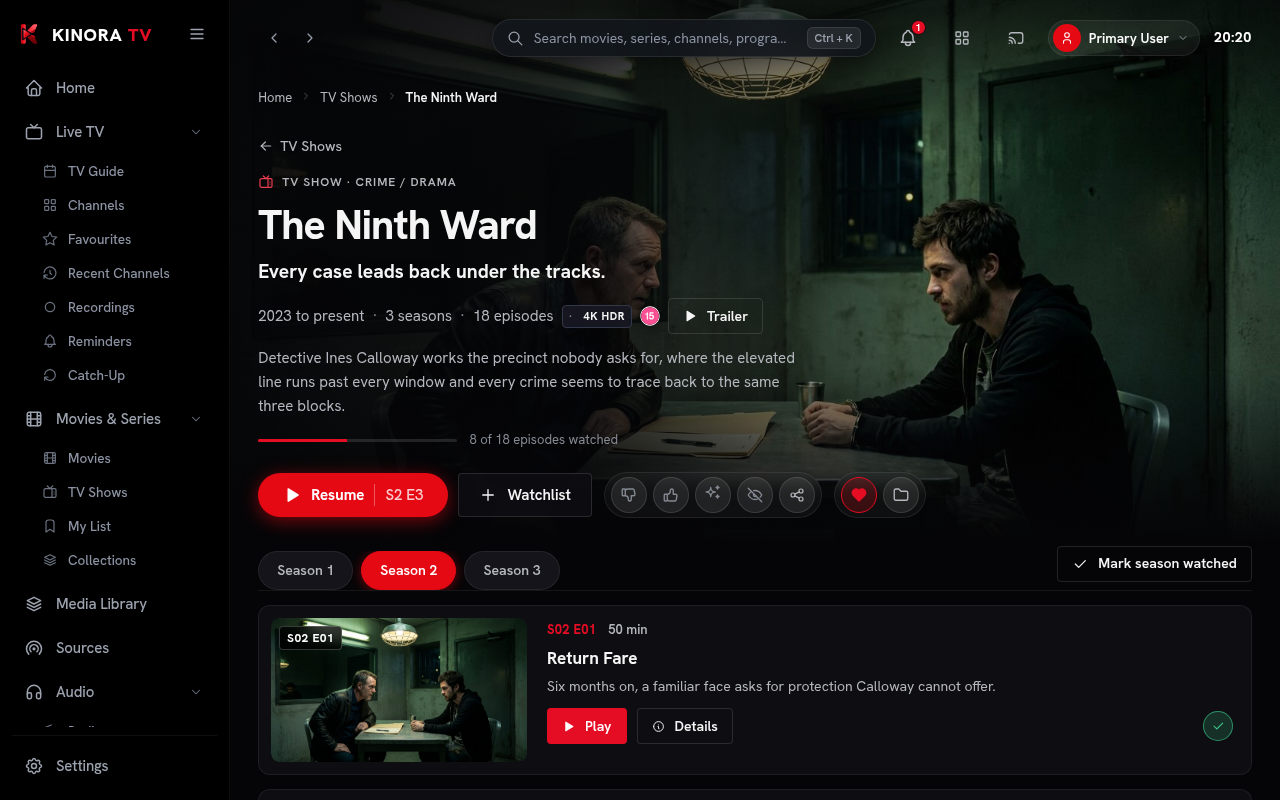 KINORA TV
Home
Live TV
TV Guide
Channels
Favourites
Recent Channels
Recordings
Reminders
Catch-Up
Movies & Series
Movies
TV Shows
My List
Collections
Media Library
Sources
Audio
Settings
Search movies, series, channels, progra...
Ctrl + K
1
Primary User
20:20
Home
TV Shows
The Ninth Ward
TV Shows
TV SHOW · CRIME / DRAMA
The Ninth Ward
Every case leads back under the tracks.
2023 to present · 3 seasons · 18 episodes · 4K HDR 15 Trailer
Detective Ines Calloway works the precinct nobody asks for, where the elevated
line runs past every window and every crime seems to trace back to the same
three blocks.
8 of 18 episodes watched
Resume S2 E3
Watchlist
Season 1
Season 2
Season 3
Mark season watched
S02 E01
S02 E01 50 min
Return Fare
Six months on, a familiar face asks for protection Calloway cannot offer.
Play
Details